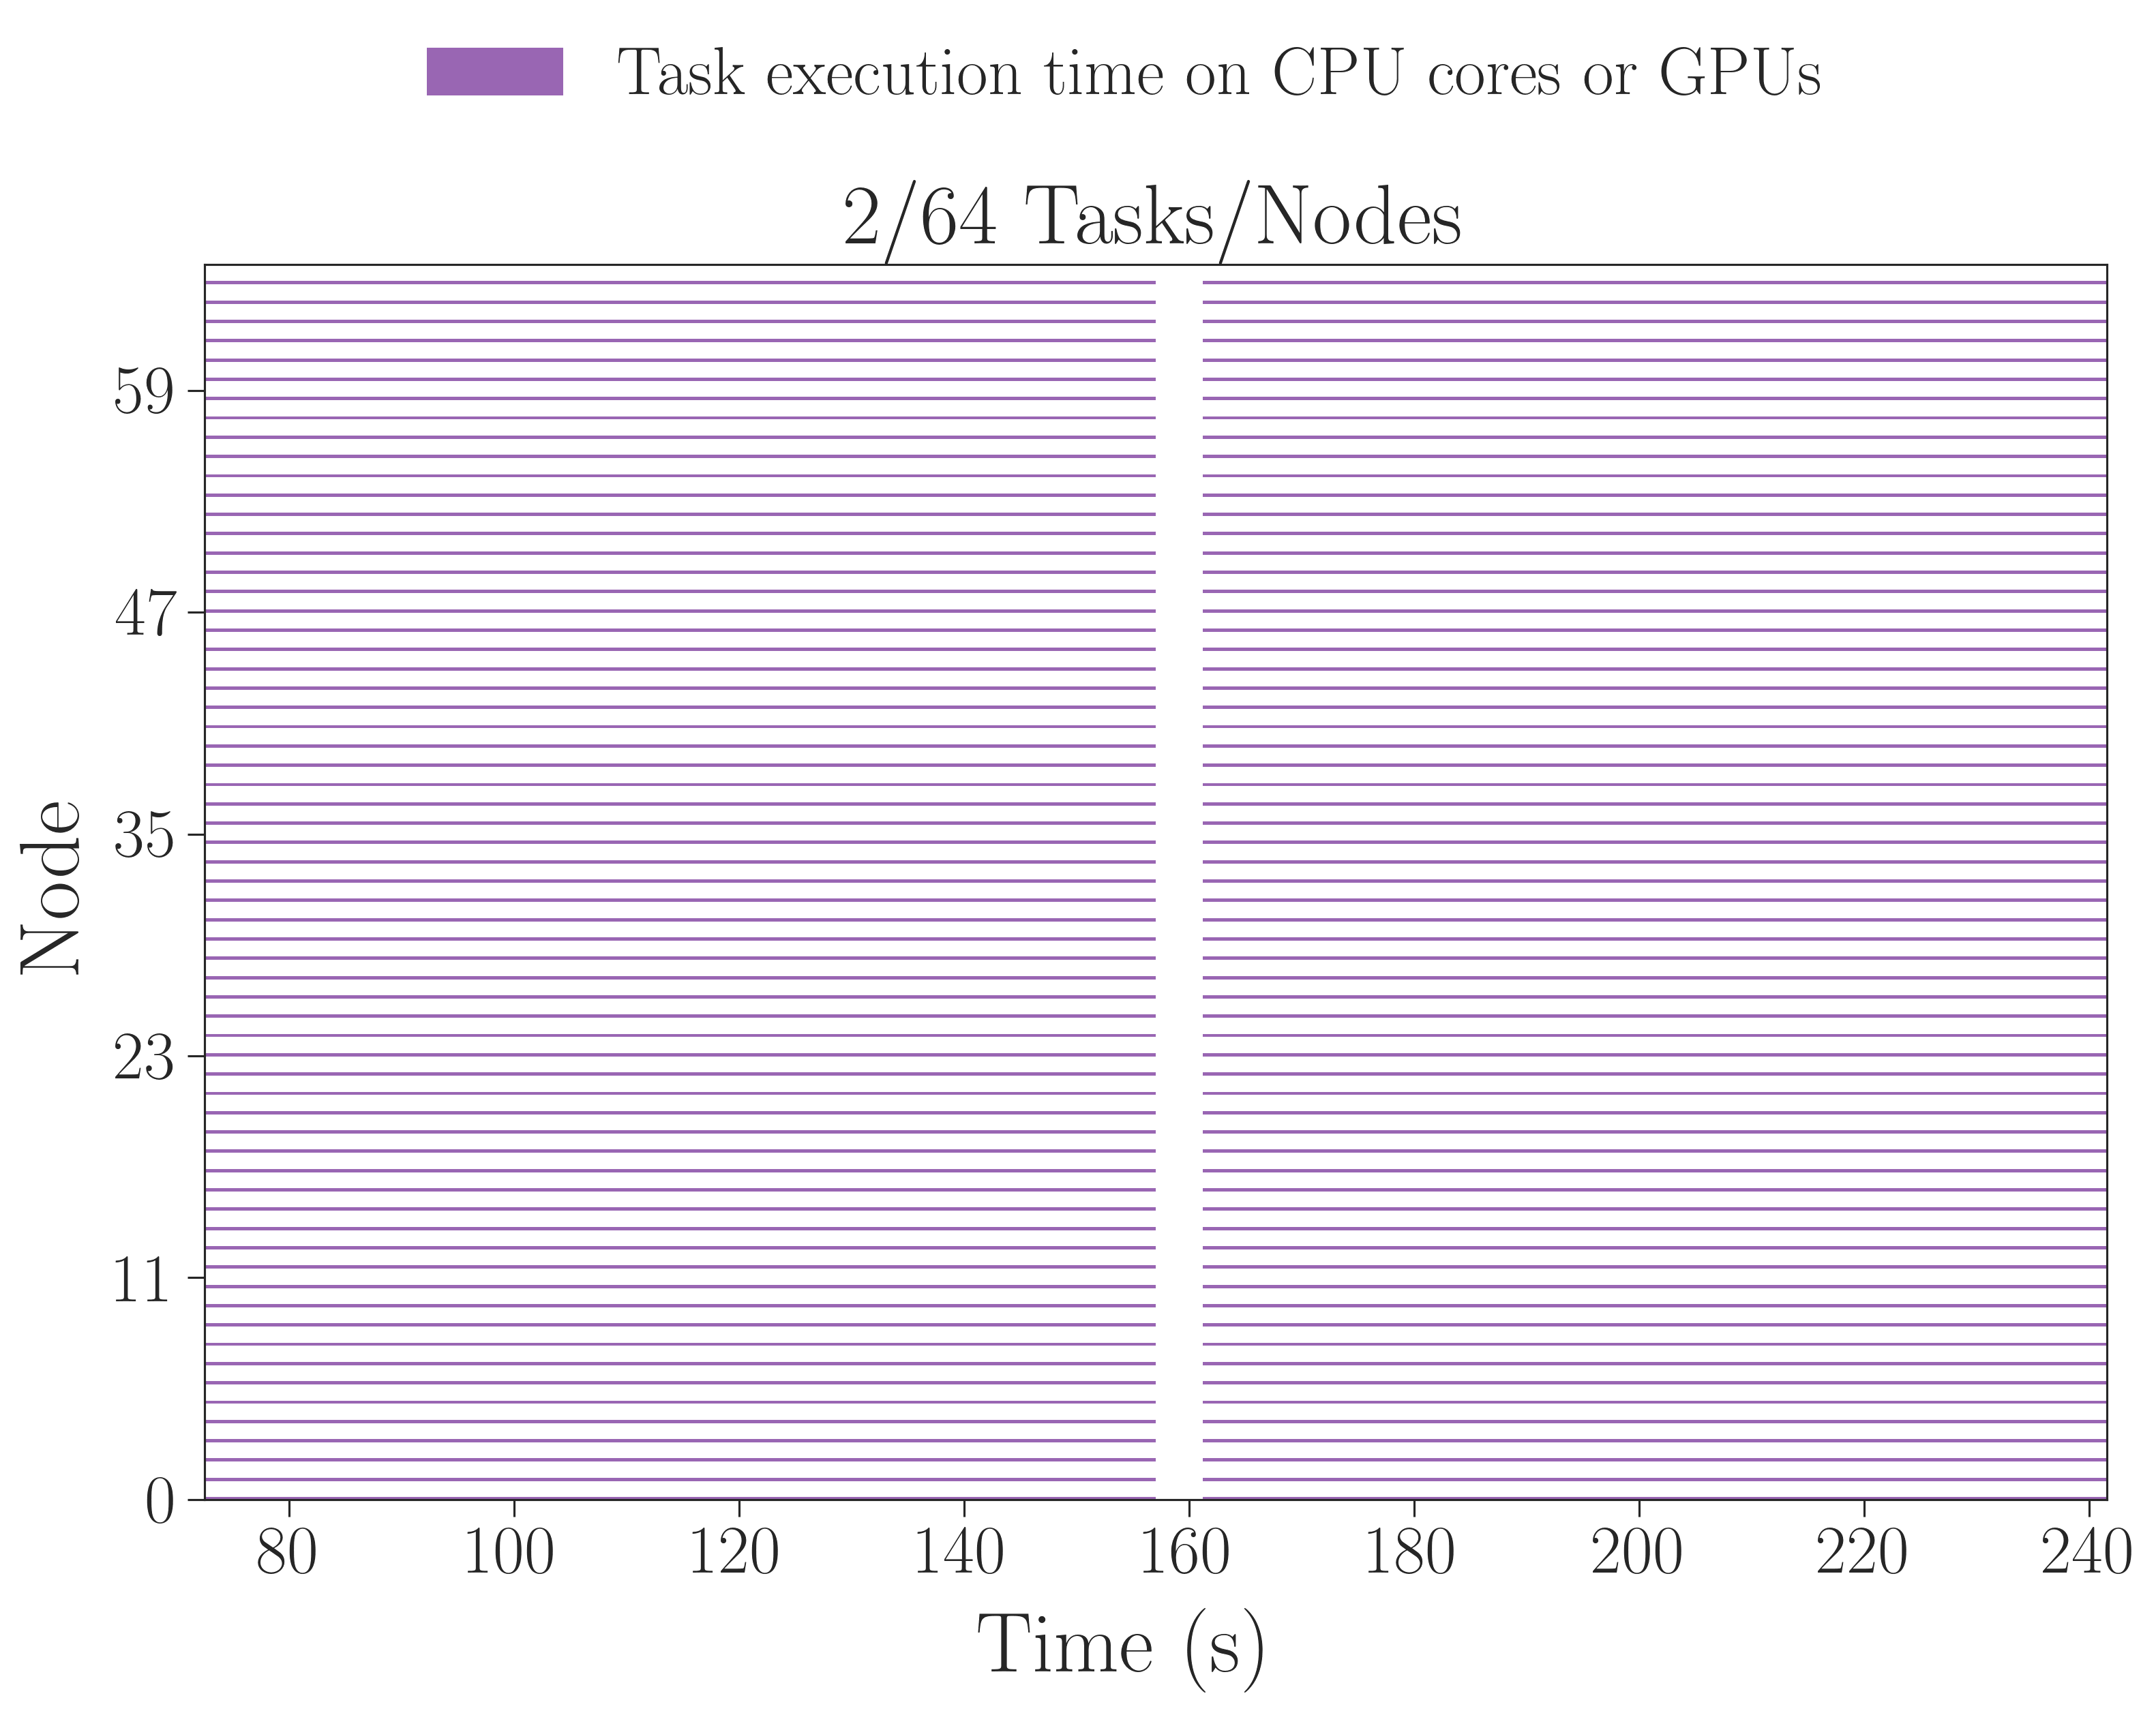 Task execution time on CPU cores or GPUs
2/64 Tasks/Nodes
59
47
35
23
11
0
Node
80 100 120 140 160 180 200 220 240
Time (s)